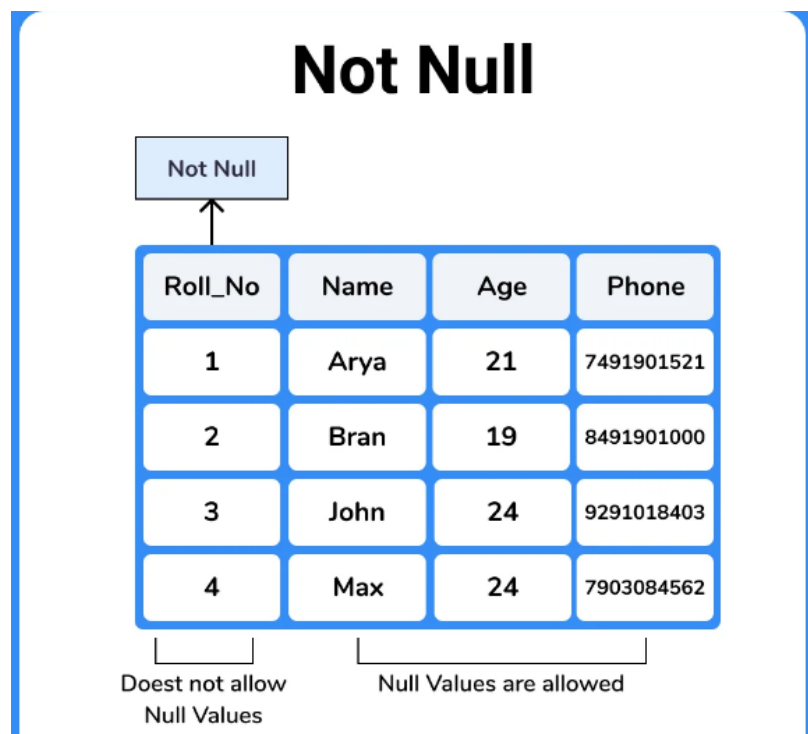 Not Null
Not Null
Roll_No Name Age Phone
1 Arya 21 7491901521
2 Bran 19 8491901000
3 John 24 9291018403
4 Max 24 7903084562
Doest not allow
Null Values
Null Values are allowed